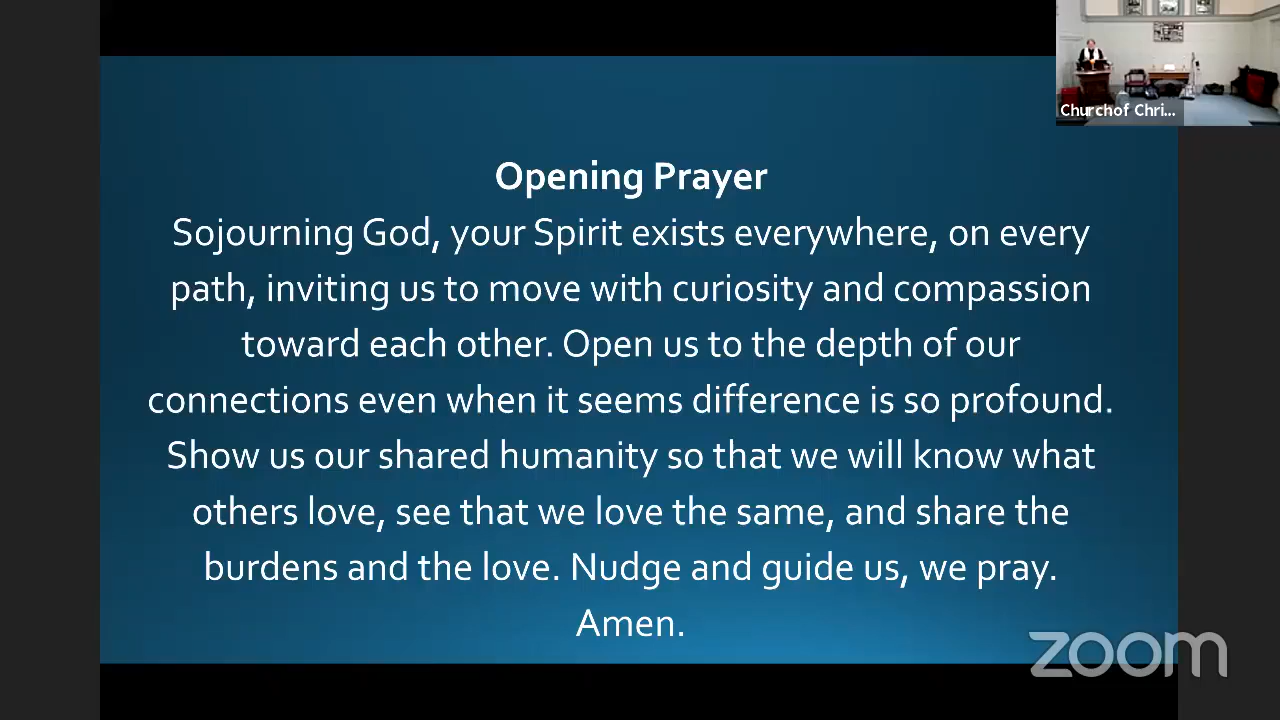 Churchof Chri...
Opening Prayer
Sojourning God, your Spirit exists everywhere, on every
path, inviting us to move with curiosity and compassion
toward each other. Open us to the depth of our
connections even when it seems difference is so profound.
Show us our shared humanity so that we will know what
others love, see that we love the same, and share the
burdens and the love. Nudge and guide us, we pray.
Amen.
zoom